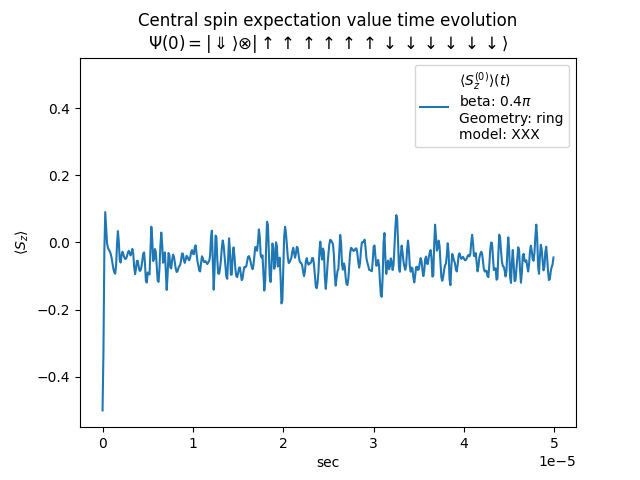 Central spin expectation value time evolution
Ψ(0) = | ⇓ ⟩⊗| ↑ ↑ ↑ ↑ ↑ ↑ ↓ ↓ ↓ ↓ ↓ ↓⟩
⟨S_z^{(0)}⟩(t)
beta: 0.4π
Geometry: ring
model: XXX
0.4
0.2
0.0
−0.2
−0.4
⟨S_z⟩
0 1 2 3 4 5
1e−5
sec